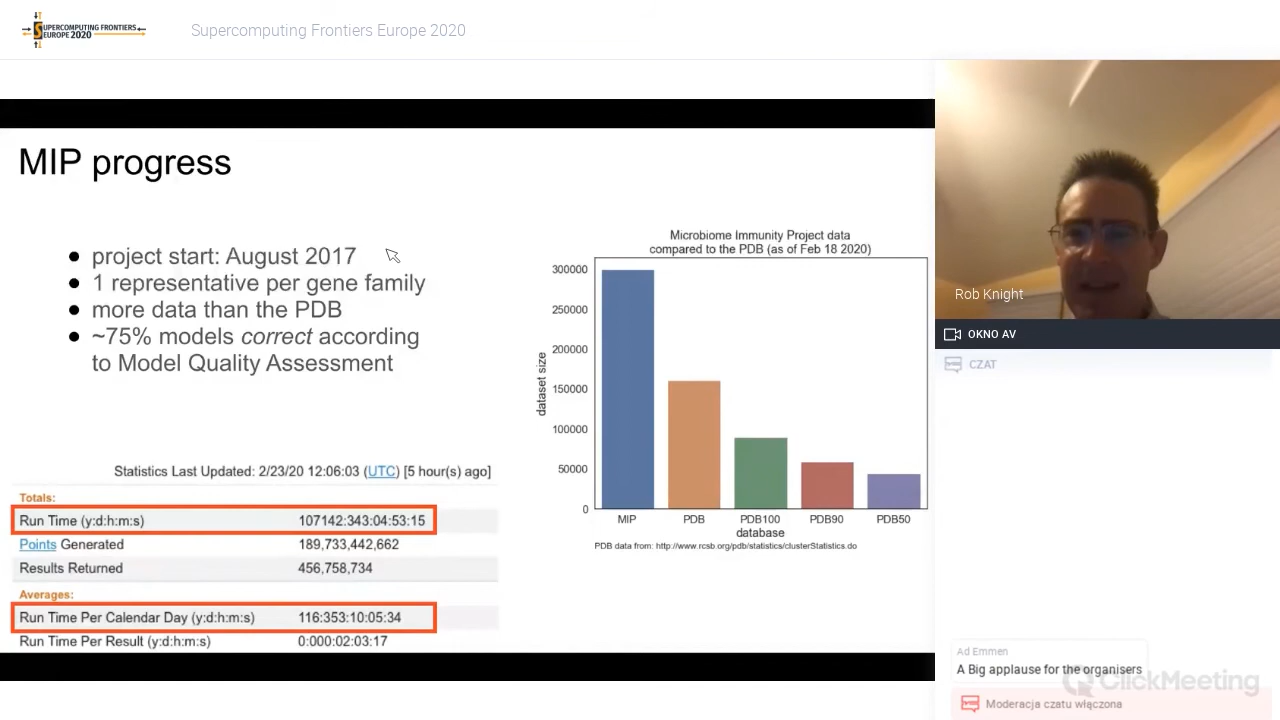 SUPERCOMPUTING FRONTIERS
EUROPE 2020
Supercomputing Frontiers Europe 2020
MIP progress
● project start: August 2017
● 1 representative per gene family
● more data than the PDB
● ~75% models correct according
to Model Quality Assessment
Statistics Last Updated: 2/23/20 12:06:03 (UTC) [5 hour(s) ago]
Totals:
Run Time (y:d:h:m:s) 107142:343:04:53:15
Points Generated 189,733,442,662
Results Returned 456,758,734
Averages:
Run Time Per Calendar Day (y:d:h:m:s) 116:353:10:05:34
Run Time Per Result (y:d:h:m:s) 0:000:02:03:17
Microbiome Immunity Project data
compared to the PDB (as of Feb 18 2020)
300000
250000
200000
150000
100000
50000
0
dataset size
MIP PDB PDB100 PDB90 PDB50
database
PDB data from: http://www.rcsb.org/pdb/statistics/clusterStatistics.do
Rob Knight
OKNO AV
CZAT
Ad Emmen
A Big applause for the organisers
ClickMeeting
Moderacja czatu włączona